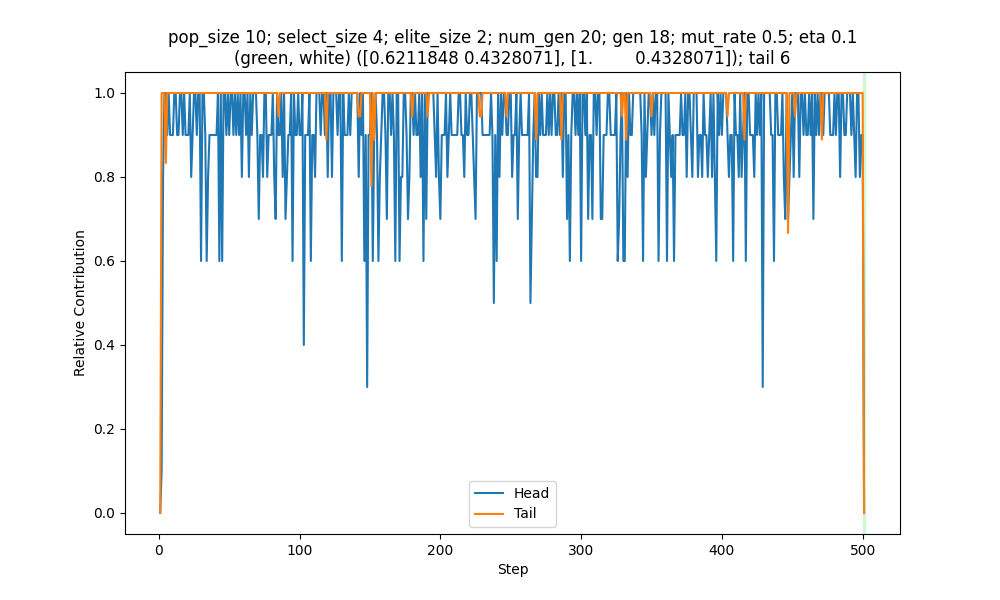 pop_size 10; select_size 4; elite_size 2; num_gen 20; gen 18; mut_rate 0.5; eta 0.1
(green, white) ([0.6211848 0.4328071], [1.        0.4328071]); tail 6
1.0
0.8
0.6
0.4
0.2
0.0
Relative Contribution
Head
Tail
0
100
200
300
400
500
Step